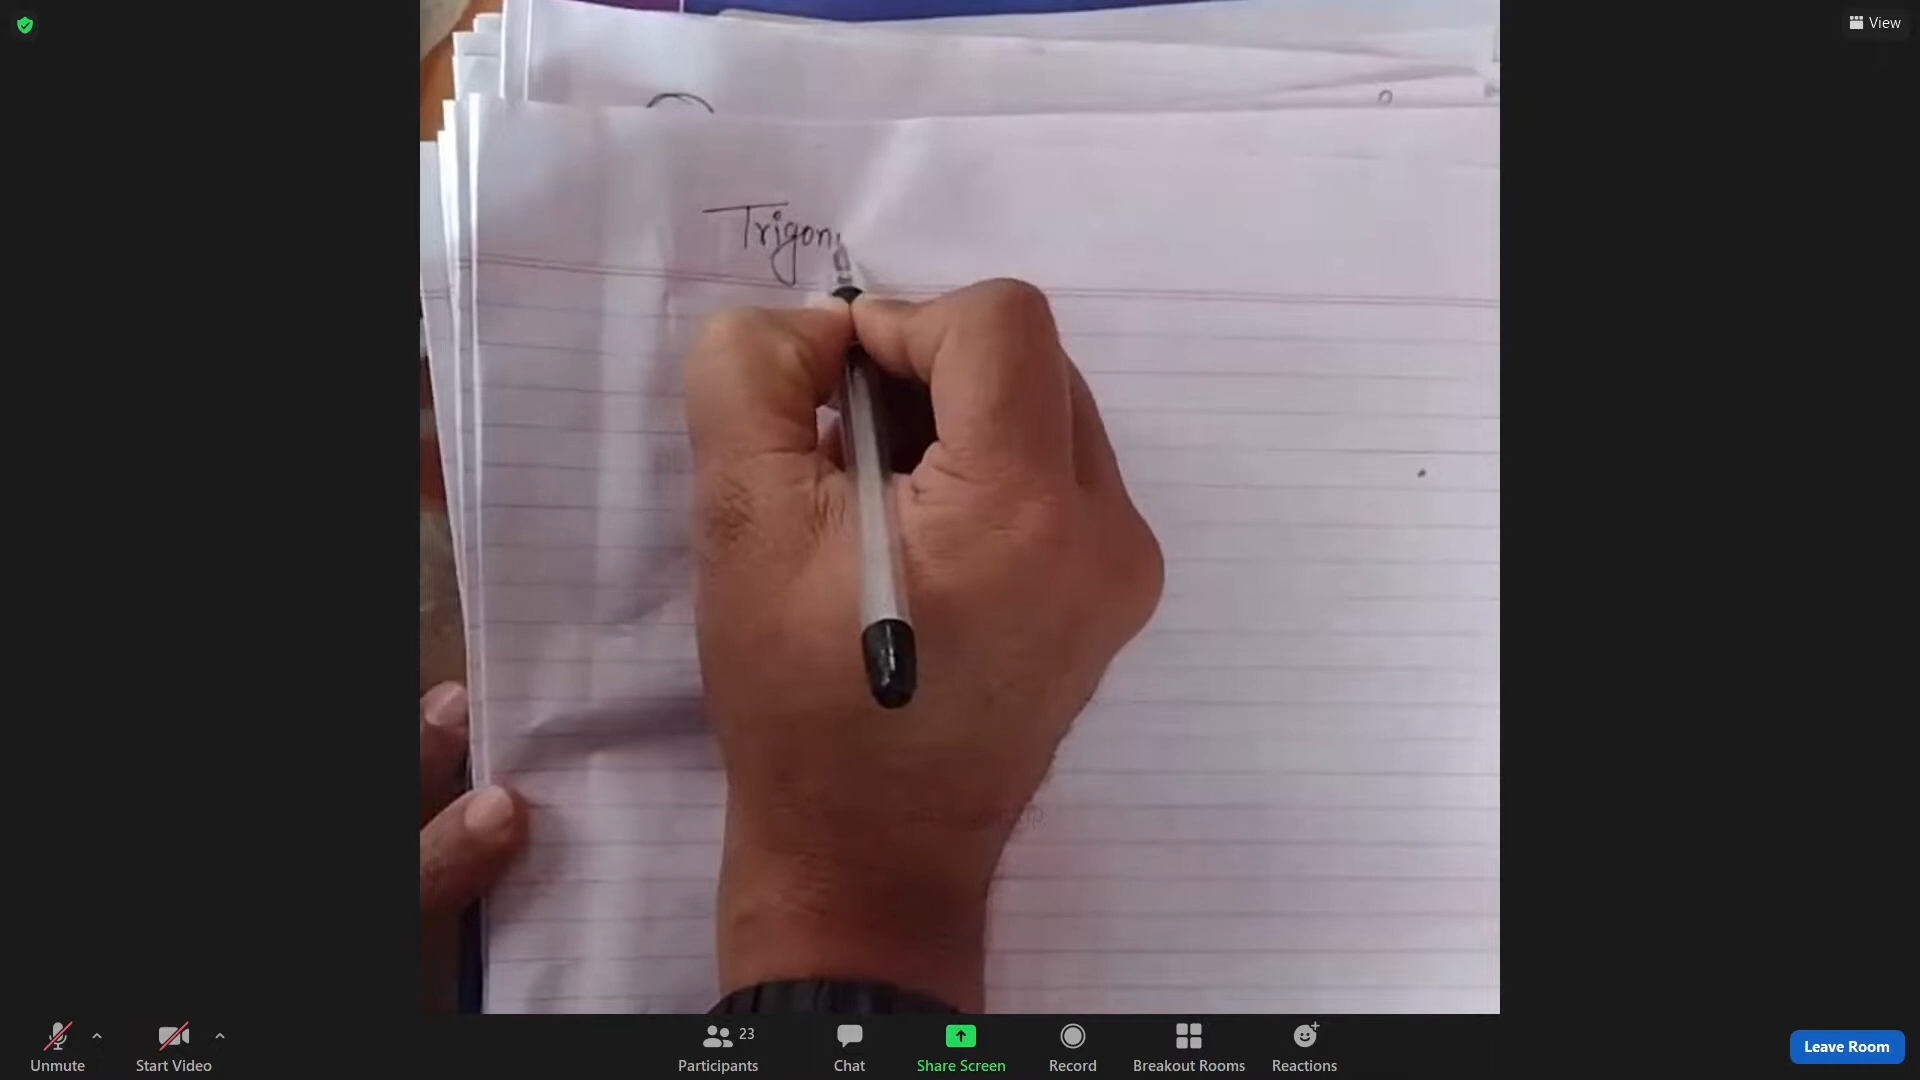 View
Trigon
Unmute
Start Video
23
Participants
Chat
Share Screen
Record
Breakout Rooms
Reactions
Leave Room